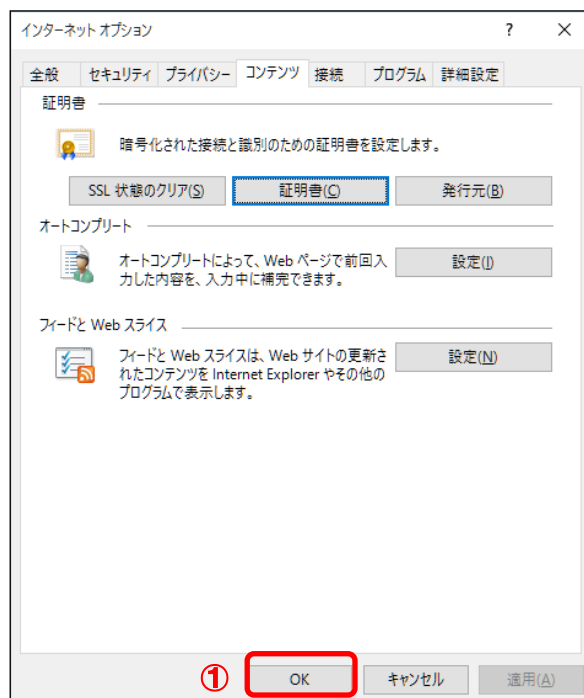 インターネット オプション ? ×
全般 セキュリティ プライバシー コンテンツ 接続 プログラム 詳細設定
証明書
暗号化された接続と識別のための証明書を設定します。
SSL 状態のクリア(S) 証明書(C) 発行元(B)
オートコンプリート
オートコンプリートによって、Web ページで前回入 設定(I)
力した内容を、入力中に補完できます。
フィードと Web スライス
フィードと Web スライスは、Web サイトの更新さ 設定(N)
れたコンテンツを Internet Explorer やその他の
プログラムで表示します。
① OK キャンセル 適用(A)